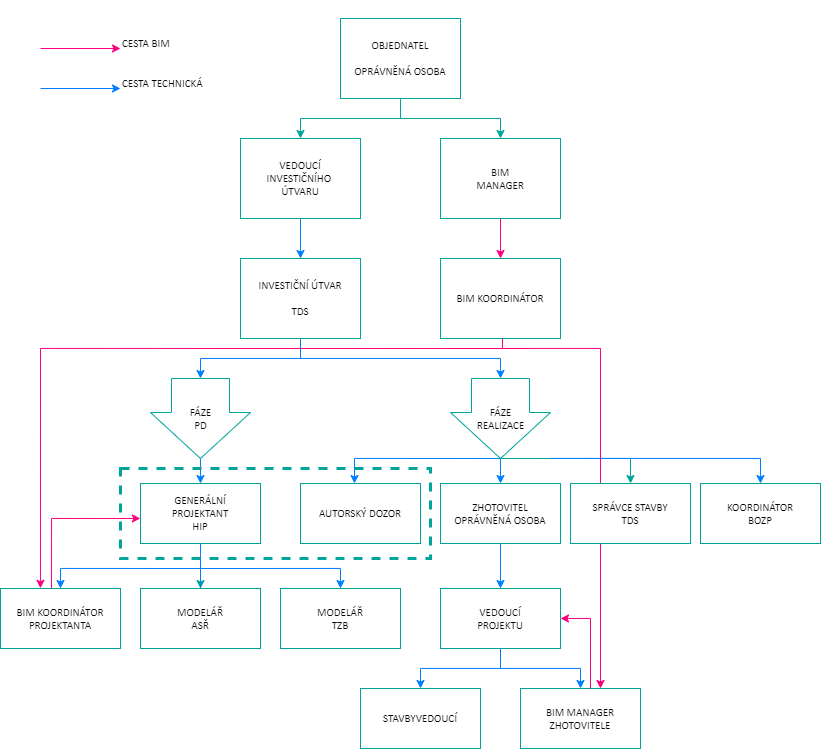 CESTA BIM
CESTA TECHNICKÁ
OBJEDNATEL
OPRÁVNĚNÁ OSOBA
VEDOUCÍ
INVESTIČNÍHO
ÚTVARU
BIM
MANAGER
INVESTIČNÍ ÚTVAR
TDS
BIM KOORDINÁTOR
FÁZE
PD
FÁZE
REALIZACE
GENERÁLNÍ
PROJEKTANT
HIP
AUTORSKÝ DOZOR
ZHOTOVITEL
OPRÁVNĚNÁ OSOBA
SPRÁVCE STAVBY
TDS
KOORDINÁTOR
BOZP
BIM KOORDINÁTOR
PROJEKTANTA
MODELÁŘ
ASŘ
MODELÁŘ
TZB
VEDOUCÍ
PROJEKTU
STAVBYVEDOUCÍ
BIM MANAGER
ZHOTOVITELE